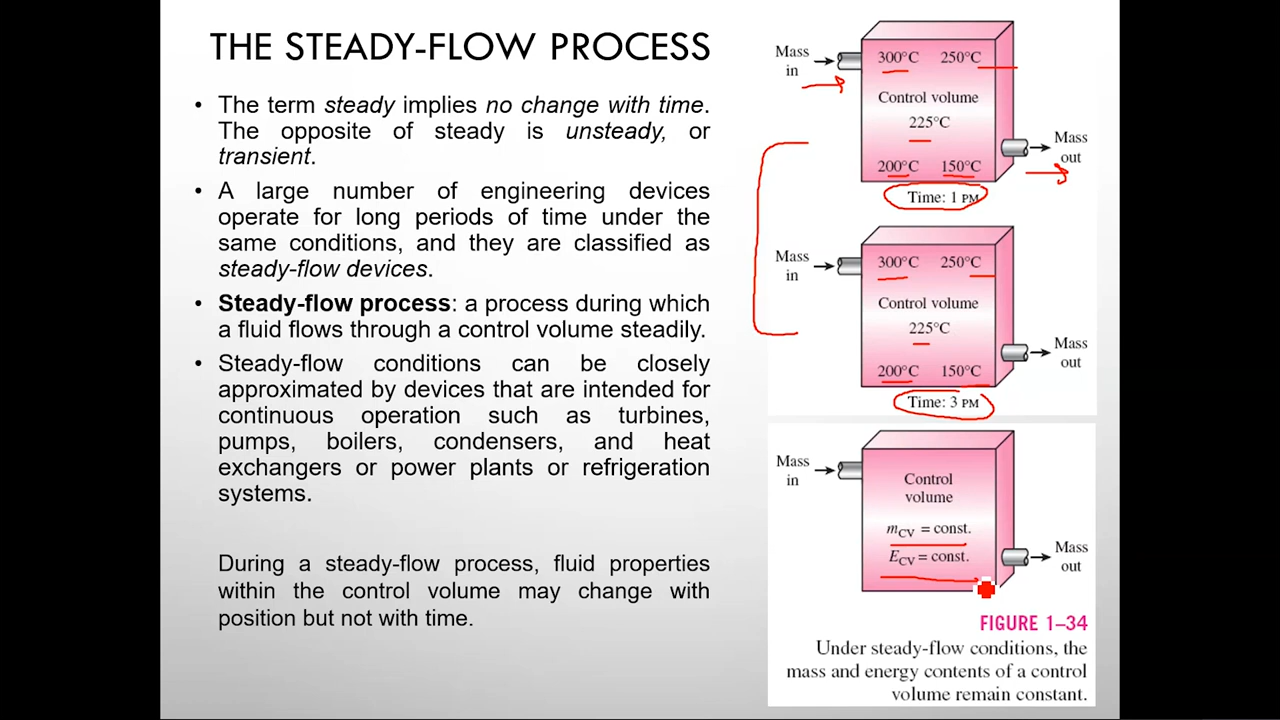 THE STEADY-FLOW PROCESS
• The term steady implies no change with time.
The opposite of steady is unsteady, or
transient.
• A large number of engineering devices
operate for long periods of time under the
same conditions, and they are classified as
steady-flow devices.
• Steady-flow process: a process during which
a fluid flows through a control volume steadily.
• Steady-flow conditions can be closely
approximated by devices that are intended for
continuous operation such as turbines,
pumps, boilers, condensers, and heat
exchangers or power plants or refrigeration
systems.
During a steady-flow process, fluid properties
within the control volume may change with
position but not with time.
Mass
in
300°C 250°C
Control volume
225°C
200°C 150°C
Mass
out
Time: 1 PM
Mass
in
300°C 250°C
Control volume
225°C
200°C 150°C
Mass
out
Time: 3 PM
Mass
in
Control
volume
mCV = const.
ECV = const.
Mass
out
FIGURE 1–34
Under steady-flow conditions, the
mass and energy contents of a control
volume remain constant.